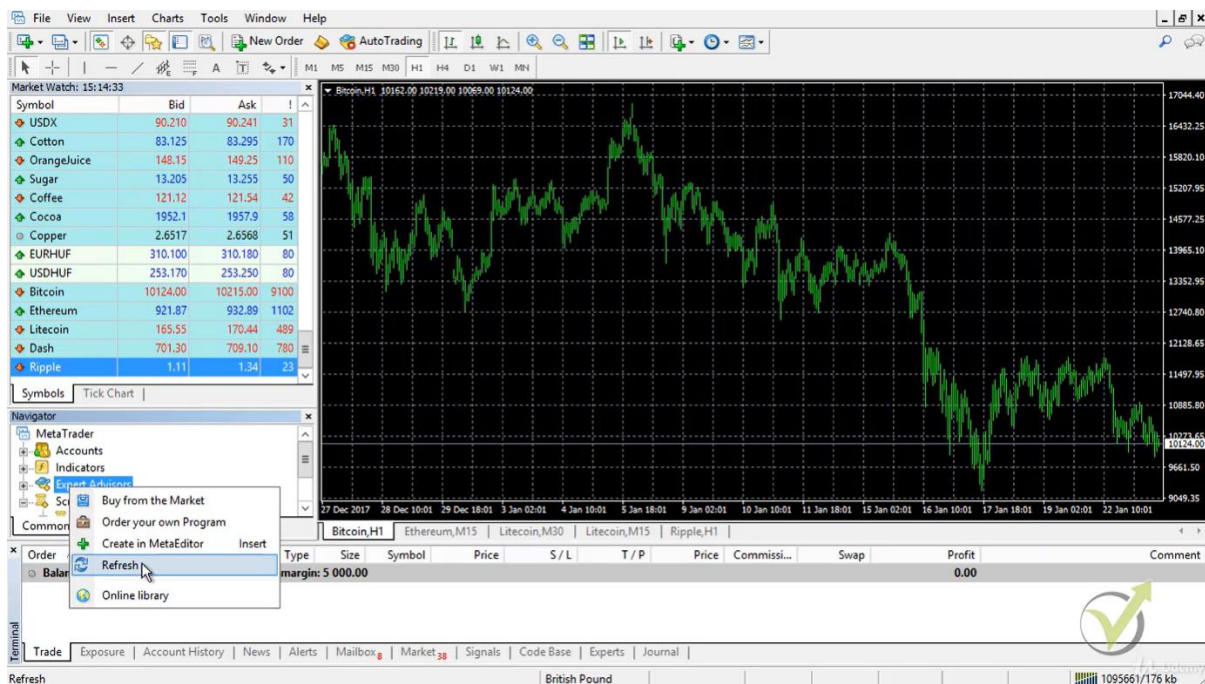 File View Insert Charts Tools Window Help
New Order AutoTrading
A T M1 M5 M15 M30 H1 H4 D1 W1 MN
Market Watch: 15:14:33
Symbol Bid Ask !
USDX 90.210 90.241 31
Cotton 83.125 83.295 170
OrangeJuice 148.15 149.25 110
Sugar 13.205 13.255 50
Coffee 121.12 121.54 42
Cocoa 1952.1 1957.9 58
Copper 2.6517 2.6568 51
EURHUF 310.100 310.180 80
USDHUF 253.170 253.250 80
Bitcoin 10124.00 10215.00 9100
Ethereum 921.87 932.89 1102
Litecoin 165.55 170.44 489
Dash 701.30 709.10 780
Ripple 1.11 1.34 23
Symbols Tick Chart
Navigator
MetaTrader
Accounts
Indicators
Expert Advisors
Sc
Common
Buy from the Market
Order your own Program
Create in MetaEditor Insert
Refresh
Online library
Bitcoin,H1 10162.00 10219.00 10069.00 10124.00
17044.40
16432.25
15820.10
15207.95
14577.25
13965.10
13352.95
12740.80
12128.65
11497.95
10885.80
10273.65
10124.00
9661.50
9049.35
27 Dec 2017 28 Dec 10:01 29 Dec 18:01 3 Jan 02:01 4 Jan 10:01 5 Jan 18:01 9 Jan 02:01 10 Jan 10:01 11 Jan 18:01 15 Jan 02:01 16 Jan 10:01 17 Jan 18:01 19 Jan 02:01 22 Jan 10:01
Bitcoin,H1 Ethereum,M15 Litecoin,M30 Litecoin,M15 Ripple,H1
Order Type Size Symbol Price S / L T / P Price Commissi... Swap Profit Comment
Balan margin: 5 000.00 0.00
Terminal
Trade Exposure Account History News Alerts Mailbox 8 Market 38 Signals Code Base Experts Journal
Refresh British Pound 1095661/176 kb
Udemy